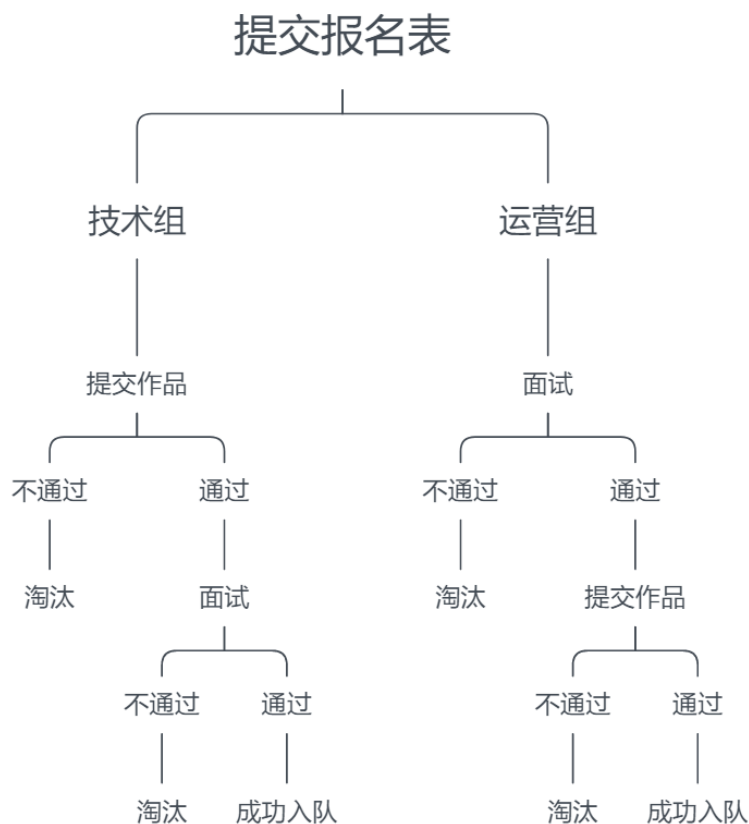 提交报名表
技术组 运营组
提交作品 面试
不通过 通过 不通过 通过
淘汰 面试 淘汰 提交作品
不通过 通过 不通过 通过
淘汰 成功入队 淘汰 成功入队